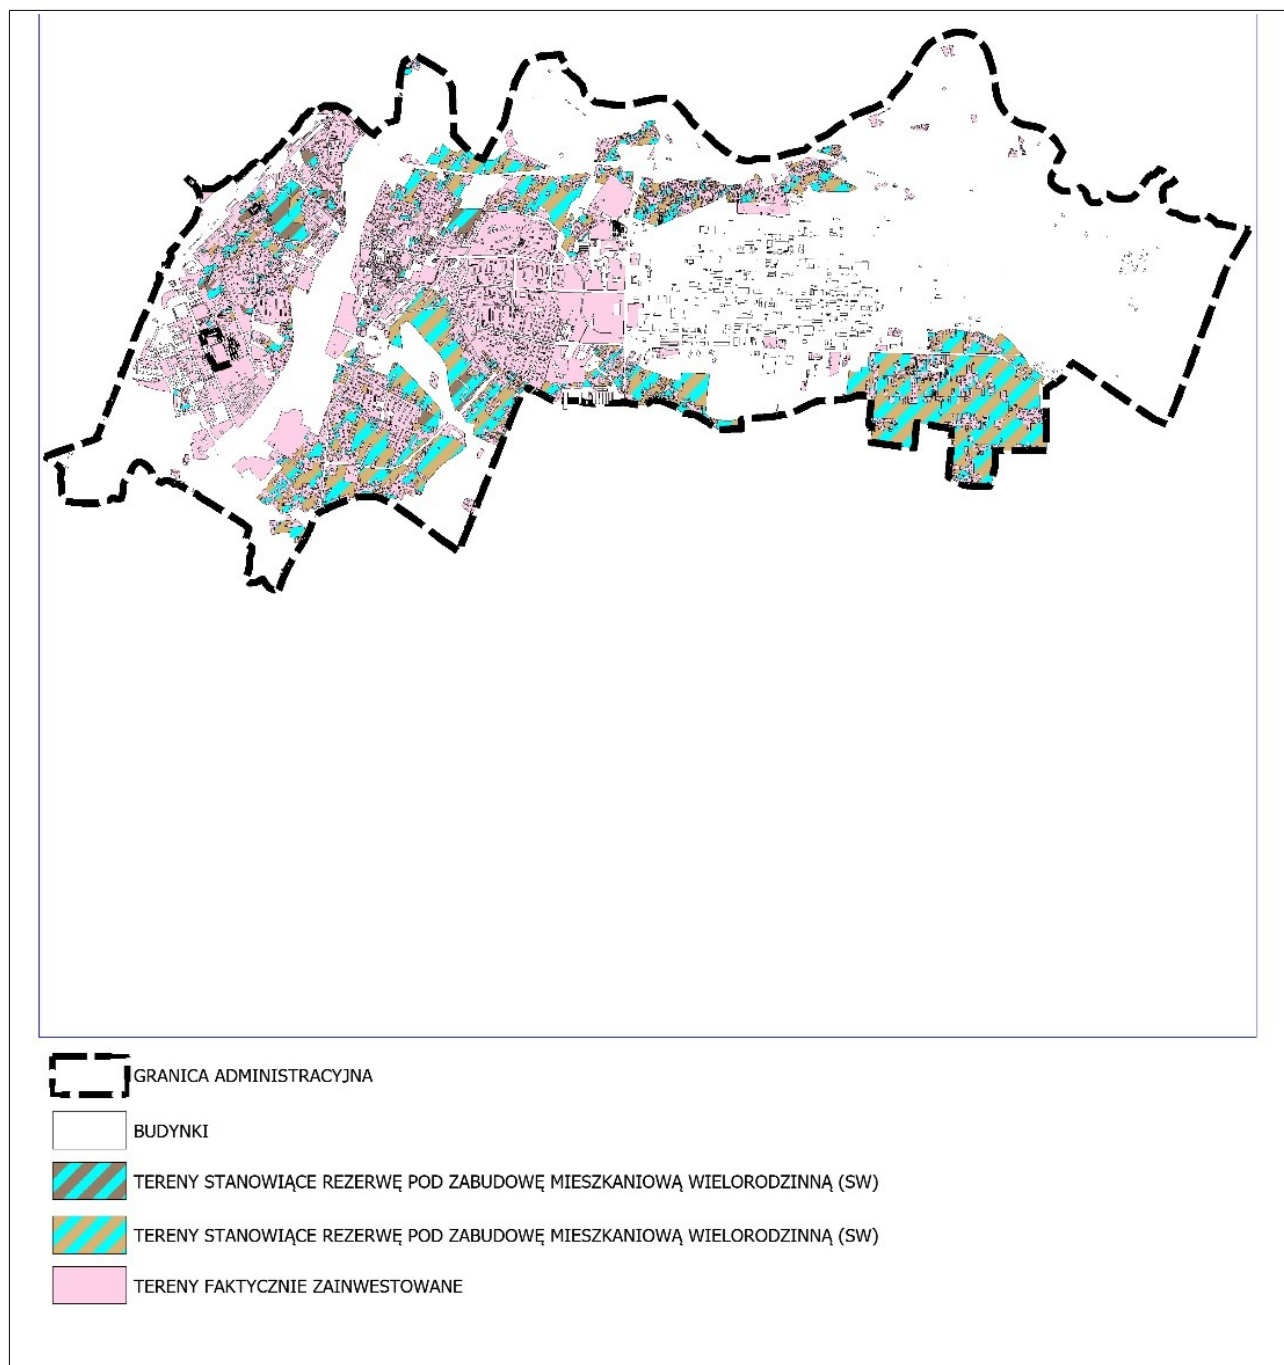 GRANICA ADMINISTRACYJNA
BUDYNKI
TERENY STANOWIĄCE REZERWĘ POD ZABUDOWĘ MIESZKANIOWĄ WIELORODZINNĄ (SW)
TERENY STANOWIĄCE REZERWĘ POD ZABUDOWĘ MIESZKANIOWĄ WIELORODZINNĄ (SW)
TERENY FAKTYCZNIE ZAINWESTOWANE